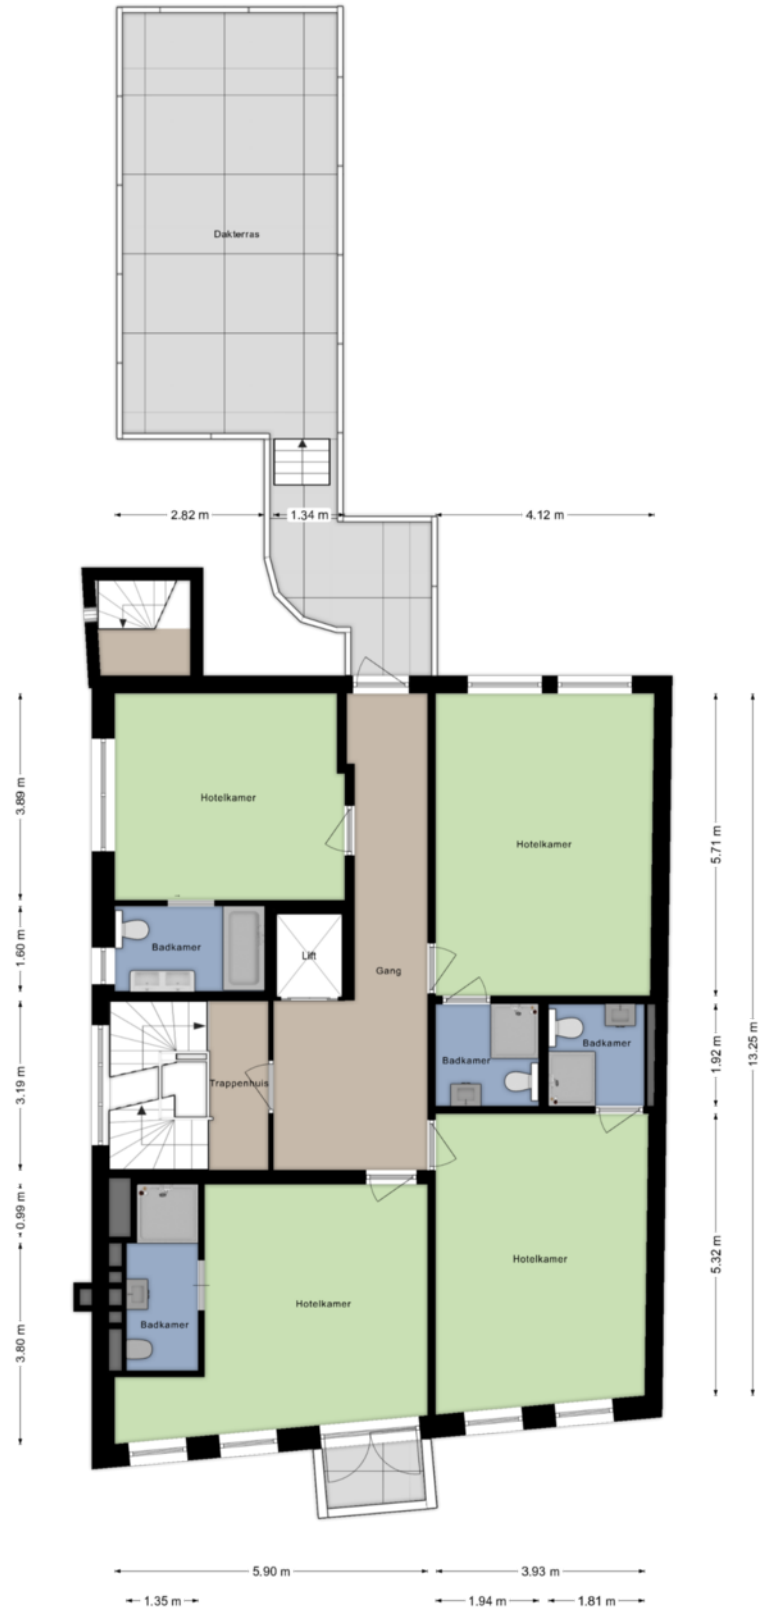 Dakterras
2.82 m
1.34 m
4.12 m
Hotelkamer
3.89 m
Hotelkamer
5.71 m
Badkamer
1.60 m
Lift
Gang
Badkamer
Badkamer
1.92 m
13.25 m
Trappenhuis
3.19 m
0.99 m
Hotelkamer
5.32 m
Hotelkamer
Badkamer
3.80 m
5.90 m
3.93 m
1.35 m
1.94 m
1.81 m